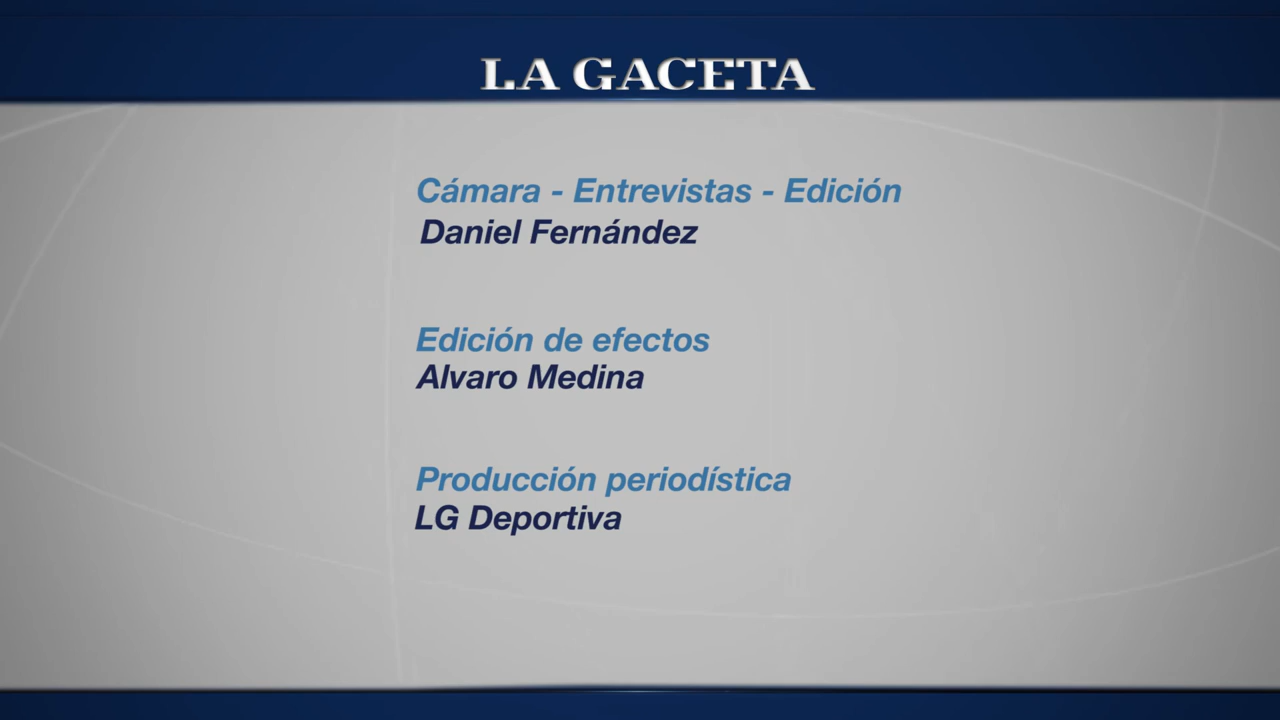 LA GACETA
Cámara - Entrevistas - Edición
Daniel Fernández
Edición de efectos
Alvaro Medina
Producción periodística
LG Deportiva